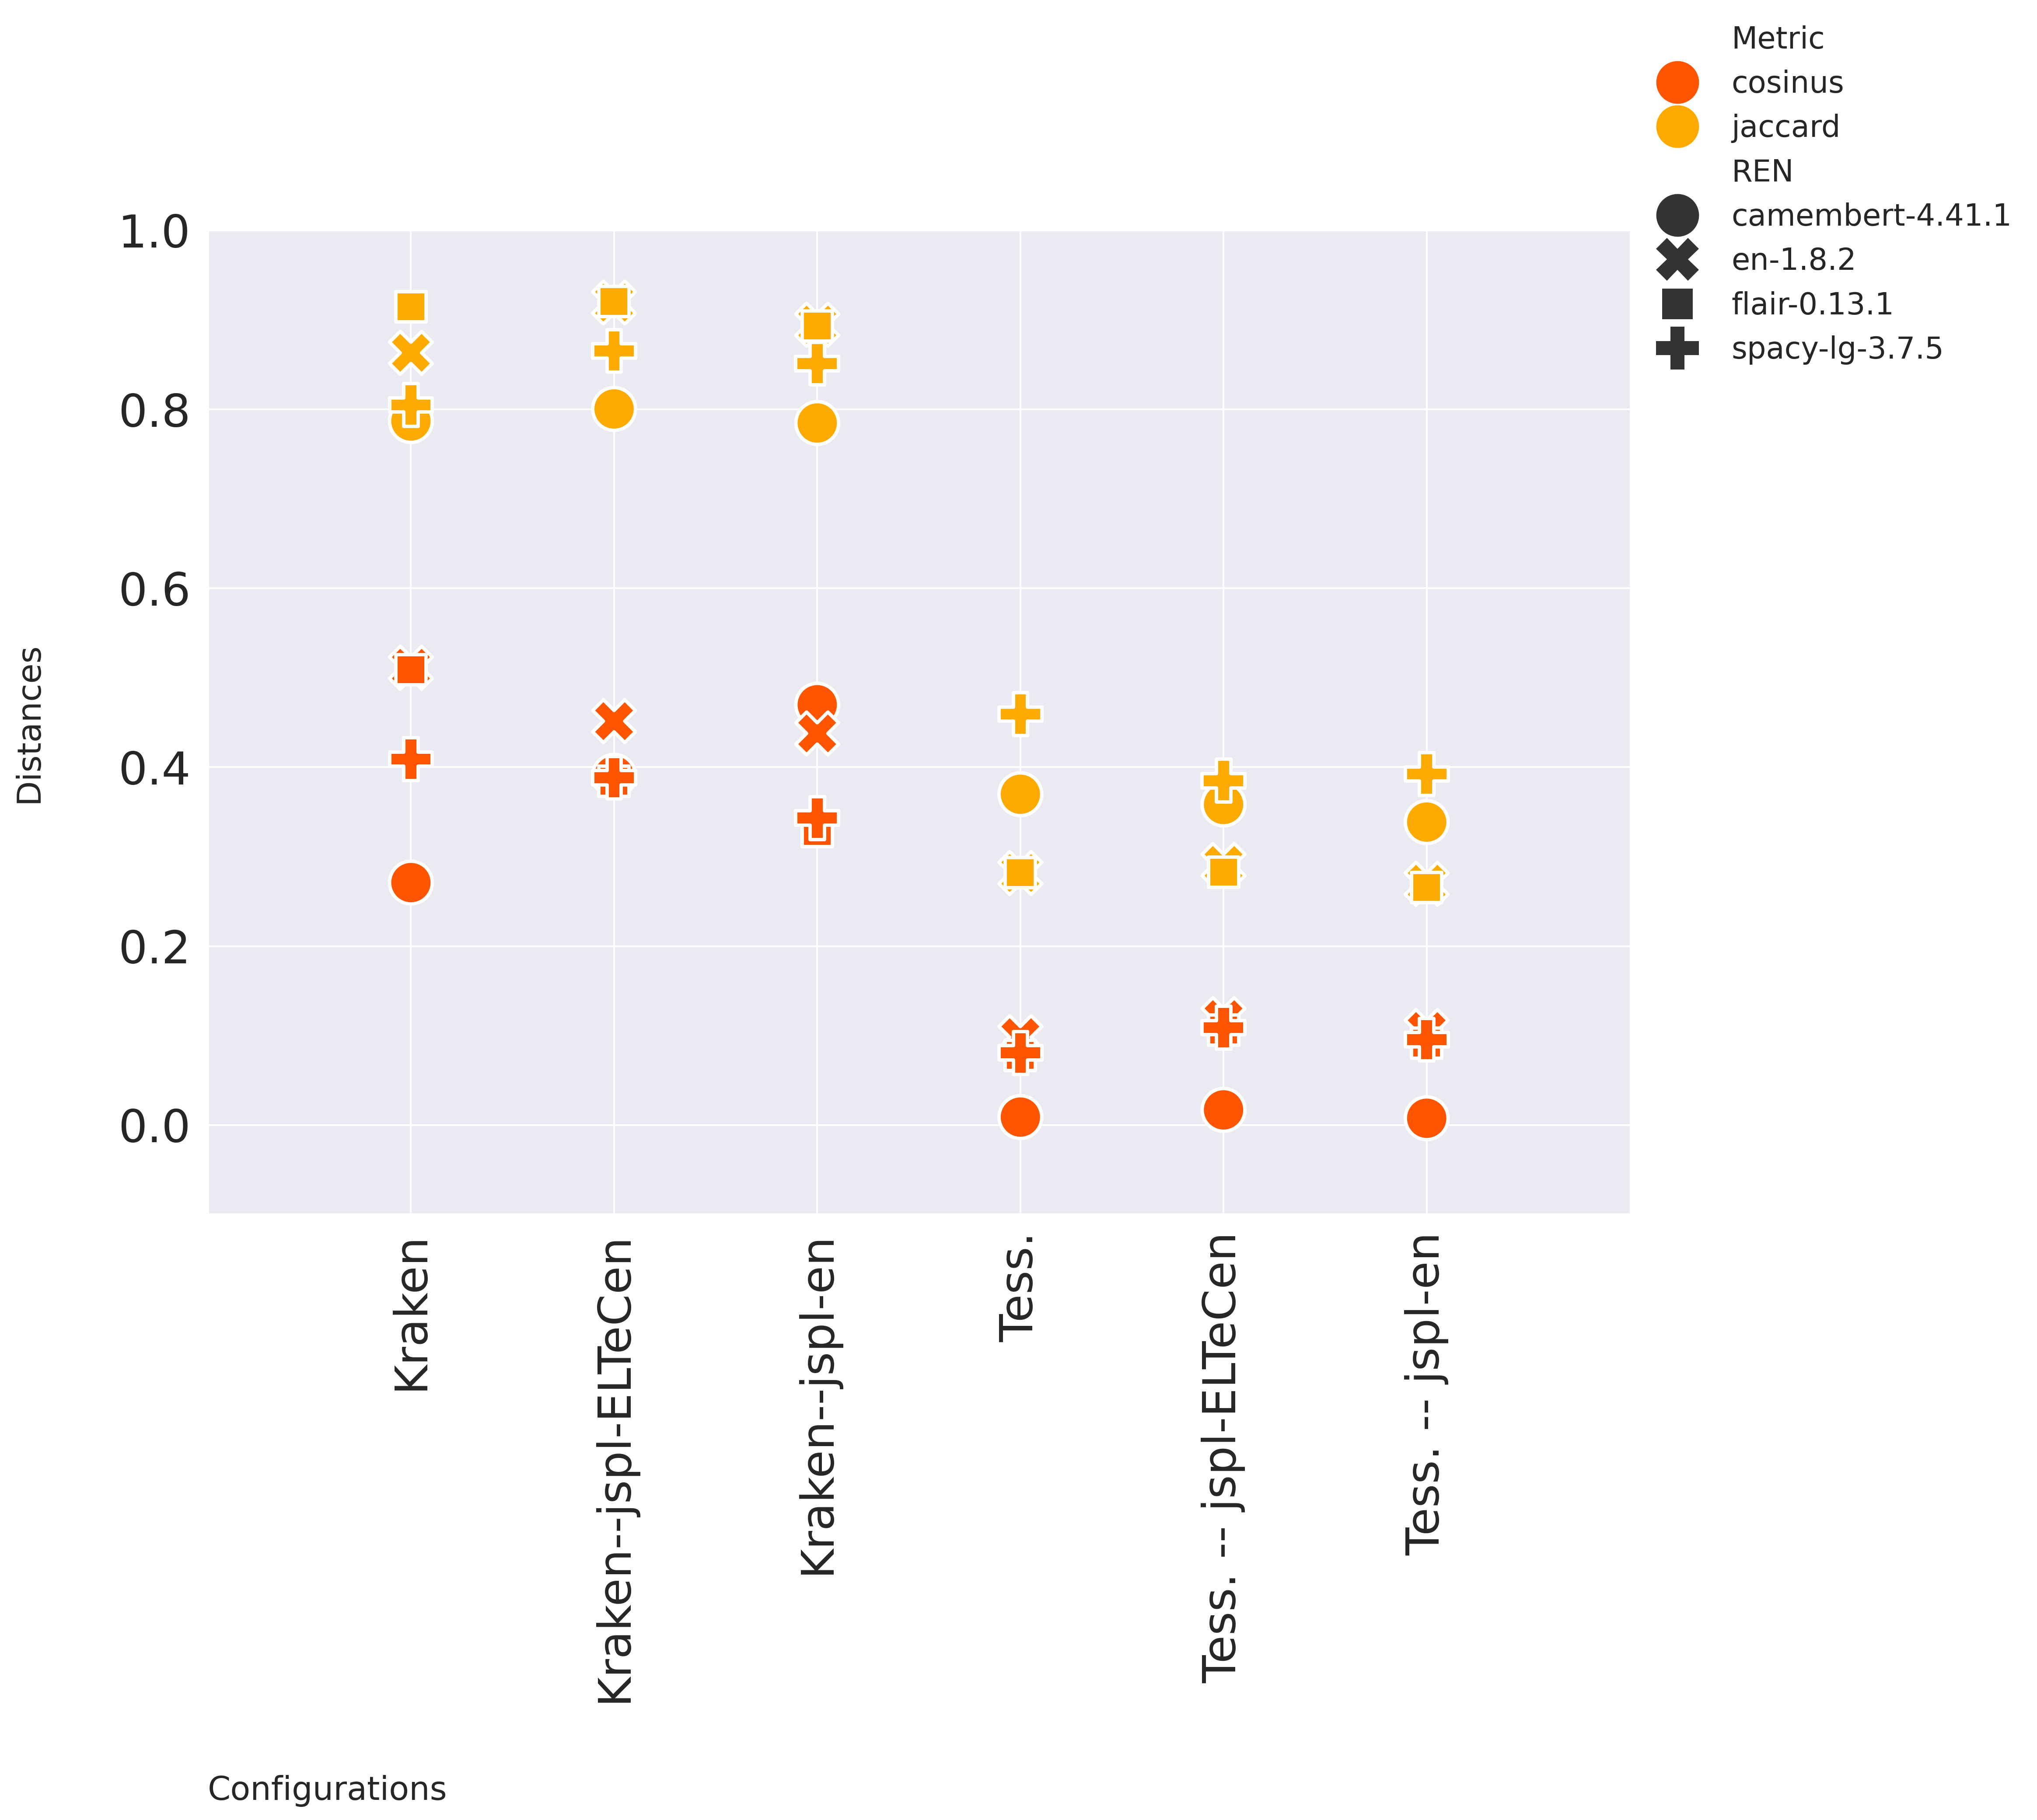 Metric
cosinus
jaccard
REN
camembert-4.41.1
en-1.8.2
flair-0.13.1
spacy-lg-3.7.5
1.0
0.8
0.6
0.4
0.2
0.0
Distances
Kraken
Kraken--jspl-ELTeCen
Kraken--jspl-en
Tess.
Tess. -- jspl-ELTeCen
Tess. -- jspl-en
Configurations